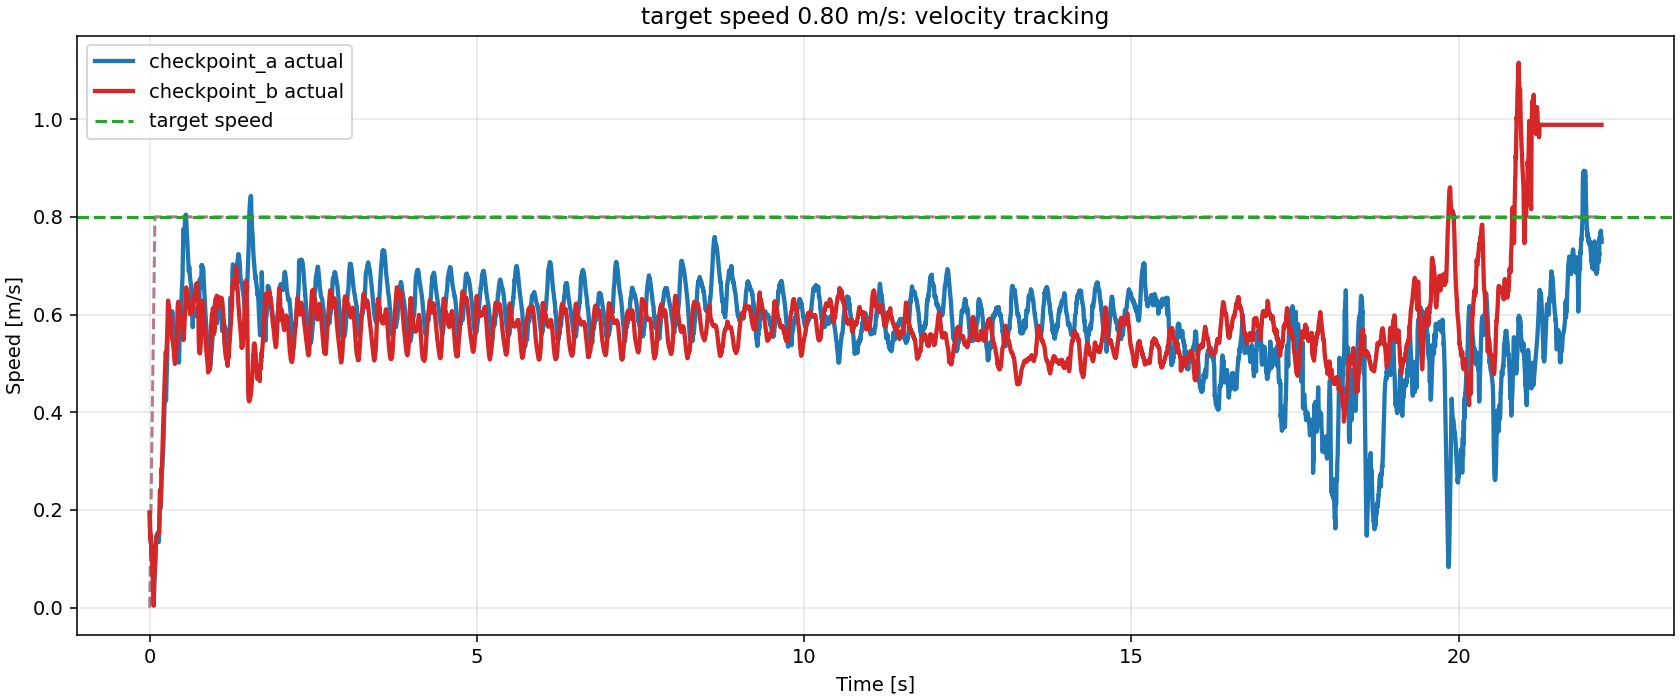 target speed 0.80 m/s: velocity tracking
checkpoint_a actual
checkpoint_b actual
target speed
Speed [m/s]
1.0
0.8
0.6
0.4
0.2
0.0
0
5
10
15
20
Time [s]